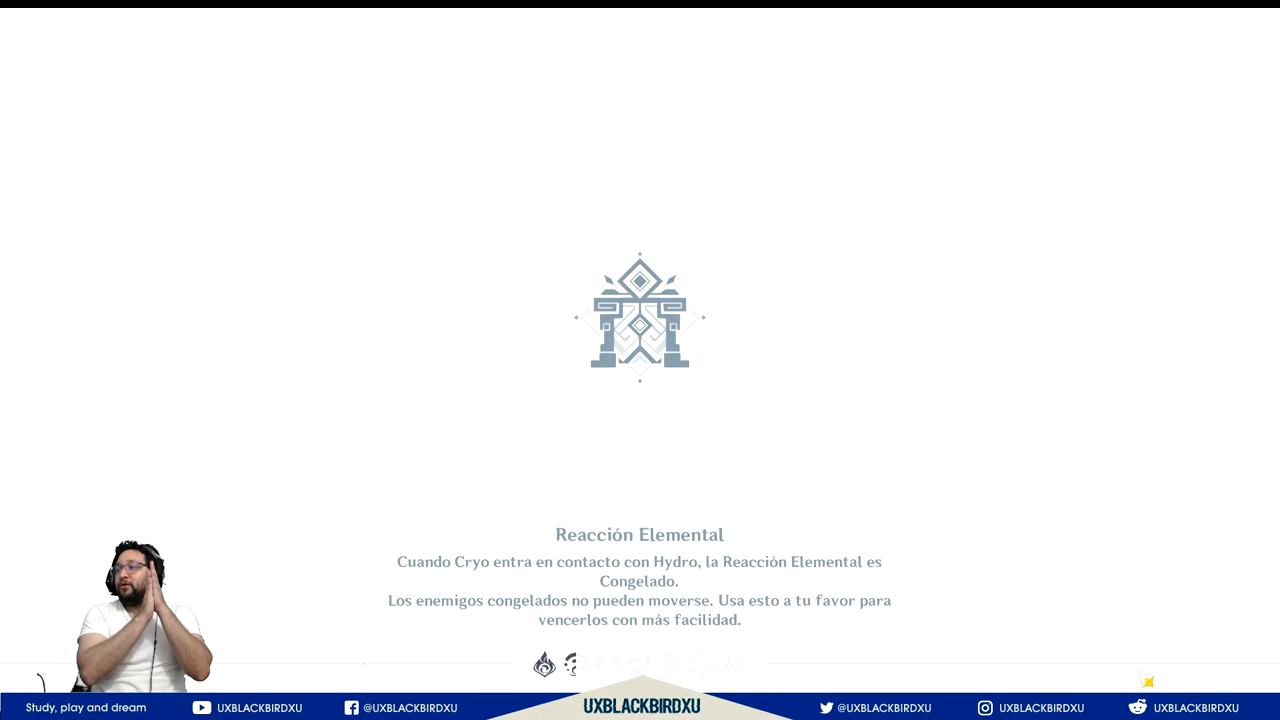 Reacción Elemental
Cuando Cryo entra en contacto con Hydro, la Reacción Elemental es
Congelado.
Los enemigos congelados no pueden moverse. Usa esto a tu favor para
vencerlos con más facilidad.
Study, play and dream
UXBLACKBIRDXU
@UXBLACKBIRDXU
UXBLACKBIRDXU
@UXBLACKBIRDXU
UXBLACKBIRDXU
UXBLACKBIRDXU